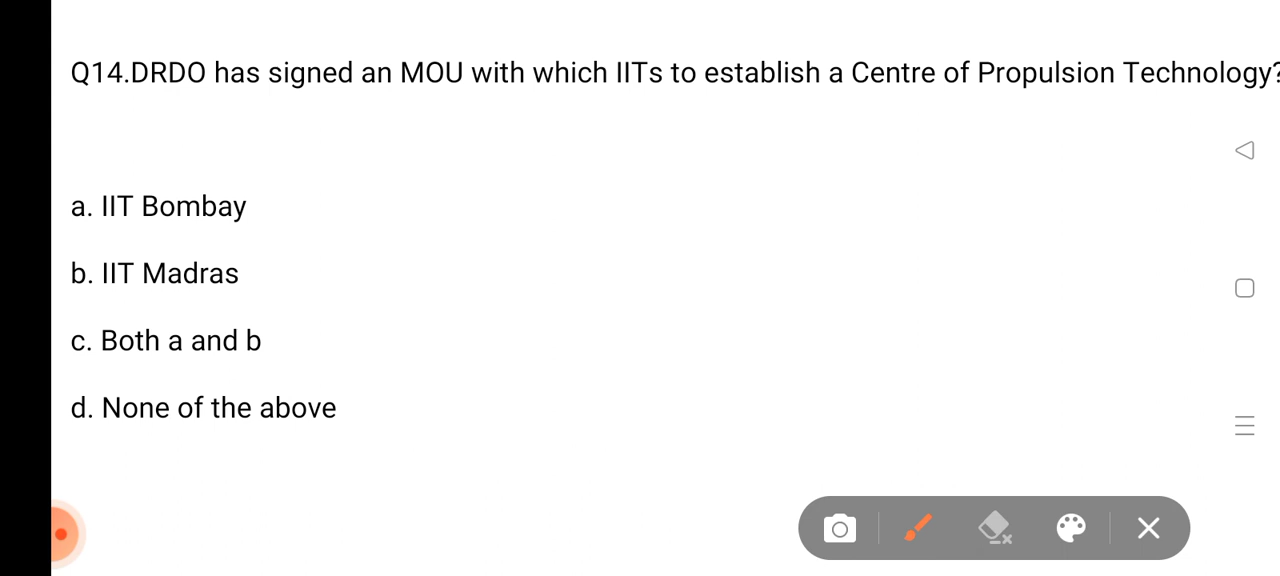 Q14.DRDO has signed an MOU with which IITs to establish a Centre of Propulsion Technology?
a. IIT Bombay
b. IIT Madras
c. Both a and b
d. None of the above